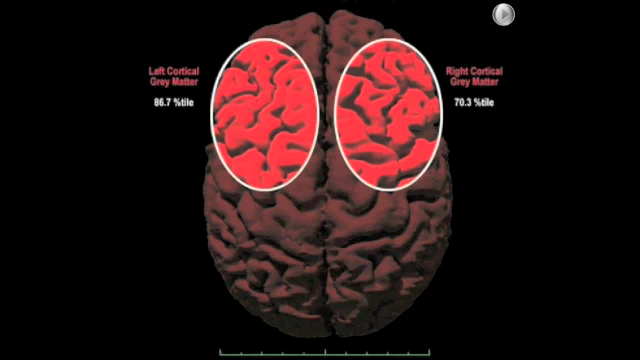 Left Cortical
Grey Matter
86.7 %tile
Right Cortical
Grey Matter
70.3 %tile